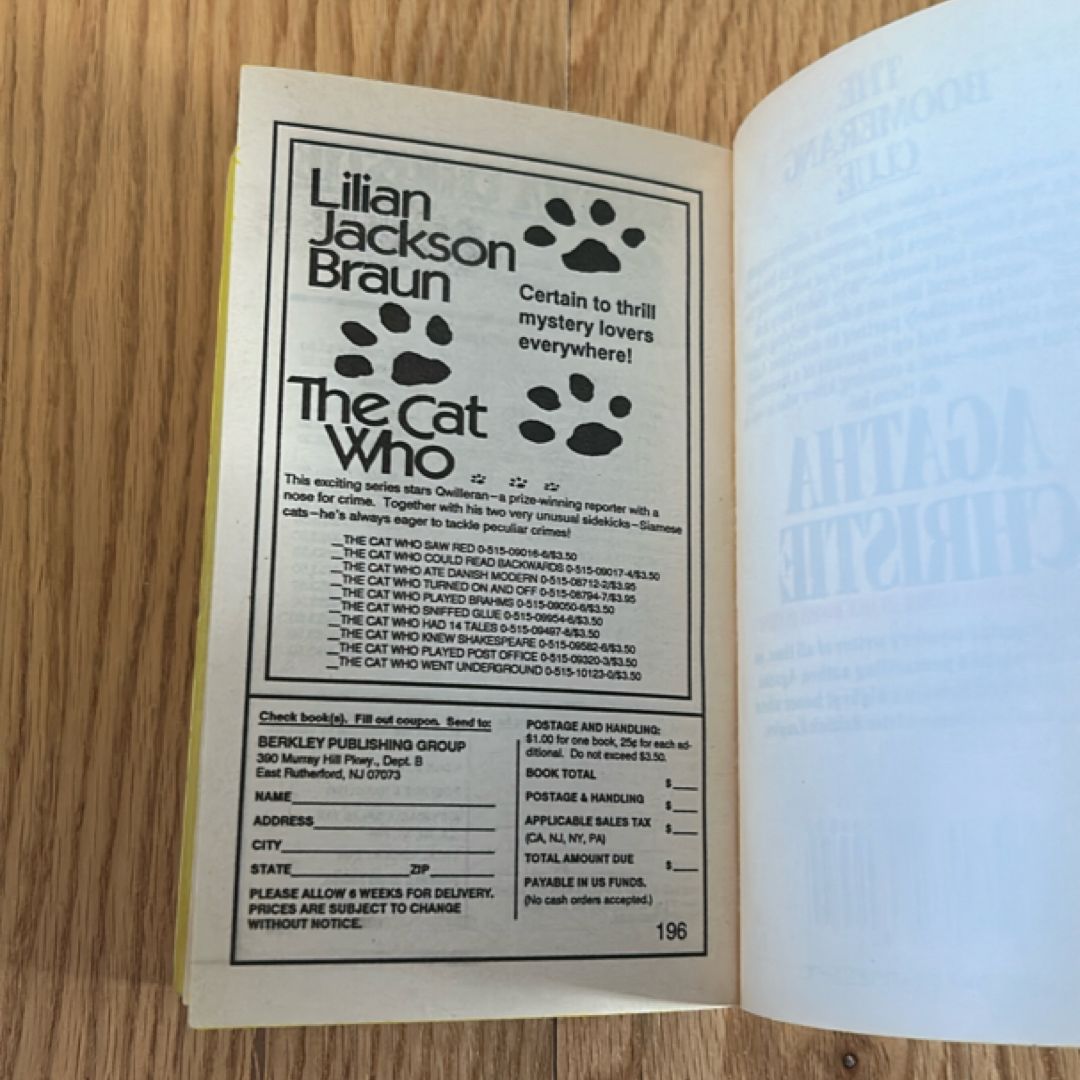 Lilian
Jackson
Braun
Certain to thrill
mystery lovers
everywhere!
The Cat
Who
This exciting series stars Qwilleran—a prize-winning reporter with a
nose for crime. Together with his two very unusual sidekicks—Siamese
cats—he's always eager to tackle peculiar crimes!
__THE CAT WHO SAW RED 0-515-09016-6/$3.50
__THE CAT WHO COULD READ BACKWARDS 0-515-09017-4/$3.50
__THE CAT WHO ATE DANISH MODERN 0-515-08712-2/$3.95
__THE CAT WHO TURNED ON AND OFF 0-515-08794-7/$3.95
__THE CAT WHO PLAYED BRAHMS 0-515-09050-6/$3.50
__THE CAT WHO SNIFFED GLUE 0-515-09954-6/$3.50
__THE CAT WHO HAD 14 TALES 0-515-09497-8/$3.50
__THE CAT WHO KNEW SHAKESPEARE 0-515-09582-6/$3.50
__THE CAT WHO PLAYED POST OFFICE 0-515-09320-3/$3.50
__THE CAT WHO WENT UNDERGROUND 0-515-10123-0/$3.50
Check book(s). Fill out coupon. Send to:
BERKLEY PUBLISHING GROUP
390 Murray Hill Pkwy., Dept. B
East Rutherford, NJ 07073
NAME
ADDRESS
CITY
STATE ZIP
PLEASE ALLOW 6 WEEKS FOR DELIVERY.
PRICES ARE SUBJECT TO CHANGE
WITHOUT NOTICE.
POSTAGE AND HANDLING:
$1.00 for one book, 25¢ for each ad-
ditional. Do not exceed $3.50.
BOOK TOTAL $__
POSTAGE & HANDLING $__
APPLICABLE SALES TAX $__
(CA, NJ, NY, PA)
TOTAL AMOUNT DUE $__
PAYABLE IN US FUNDS.
(No cash orders accepted.)
196
THE
BOOMERANG
CLUE
AGATHA
CHRISTIE